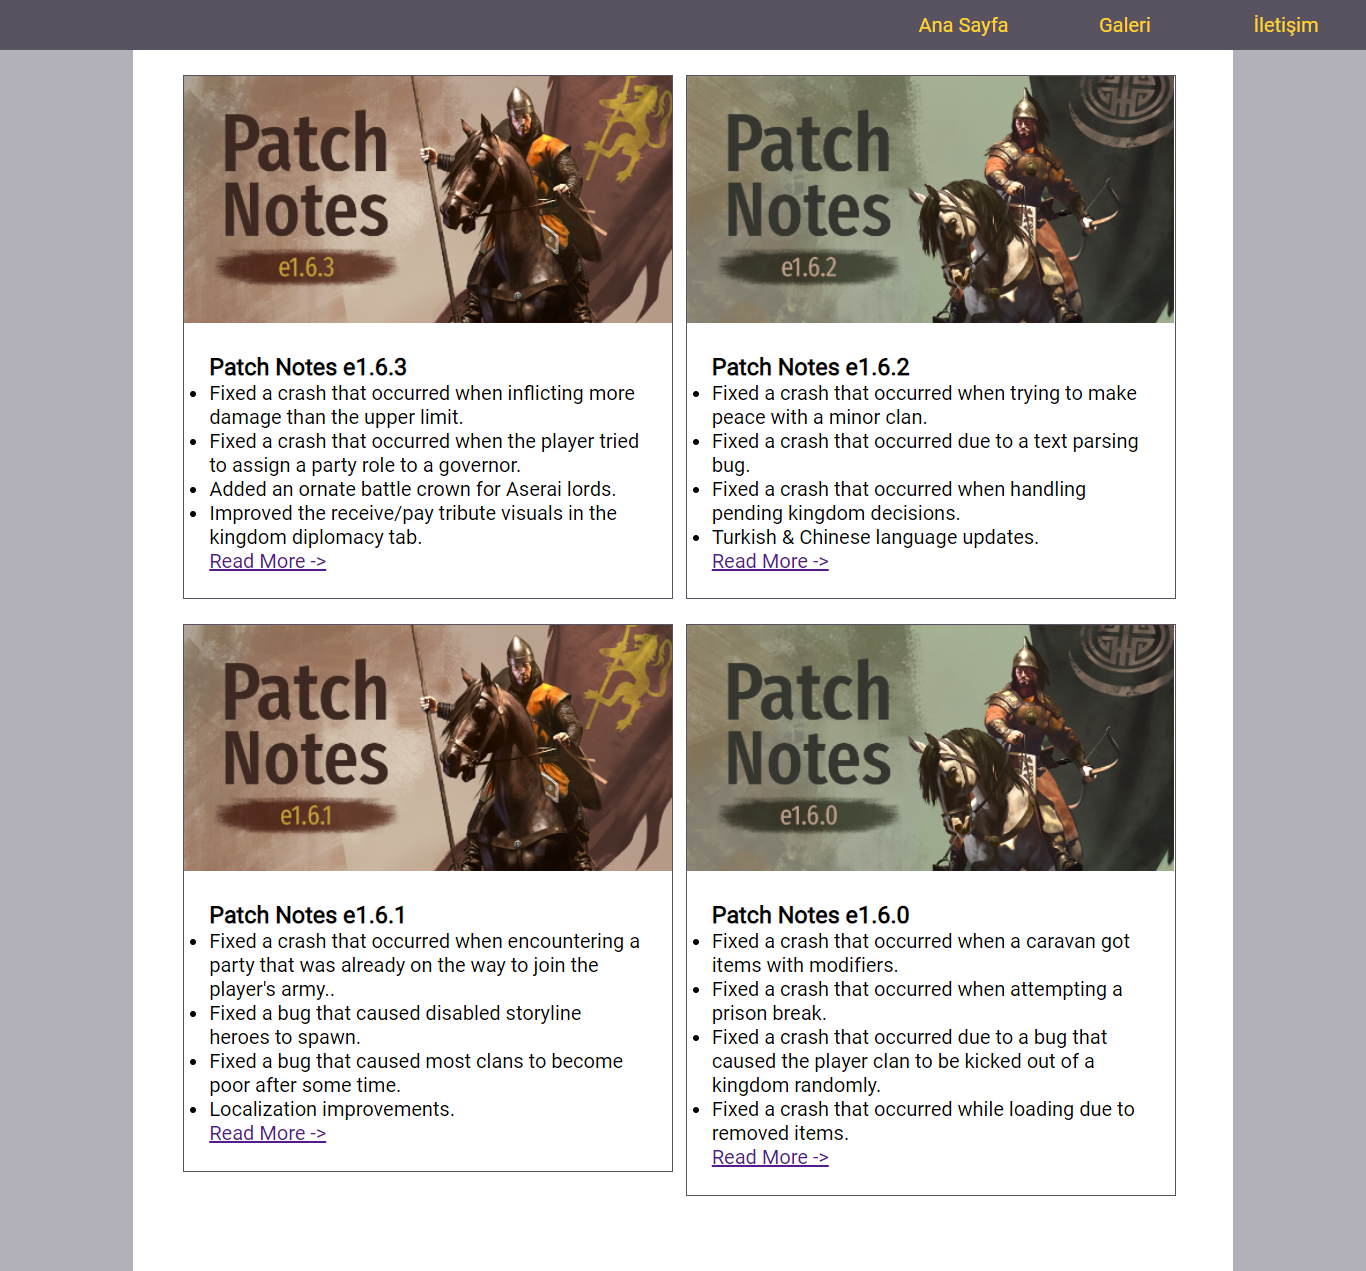 Ana Sayfa
Galeri
İletişim
Patch
Notes
e1.6.3
Patch Notes e1.6.3
• Fixed a crash that occurred when inflicting more
damage than the upper limit.
• Fixed a crash that occurred when the player tried
to assign a party role to a governor.
• Added an ornate battle crown for Aserai lords.
• Improved the receive/pay tribute visuals in the
kingdom diplomacy tab.
Read More ->
Patch
Notes
e1.6.2
Patch Notes e1.6.2
• Fixed a crash that occurred when trying to make
peace with a minor clan.
• Fixed a crash that occurred due to a text parsing
bug.
• Fixed a crash that occurred when handling
pending kingdom decisions.
• Turkish & Chinese language updates.
Read More ->
Patch
Notes
e1.6.1
Patch Notes e1.6.1
• Fixed a crash that occurred when encountering a
party that was already on the way to join the
player's army..
• Fixed a bug that caused disabled storyline
heroes to spawn.
• Fixed a bug that caused most clans to become
poor after some time.
• Localization improvements.
Read More ->
Patch
Notes
e1.6.0
Patch Notes e1.6.0
• Fixed a crash that occurred when a caravan got
items with modifiers.
• Fixed a crash that occurred when attempting a
prison break.
• Fixed a crash that occurred due to a bug that
caused the player clan to be kicked out of a
kingdom randomly.
• Fixed a crash that occurred while loading due to
removed items.
Read More ->